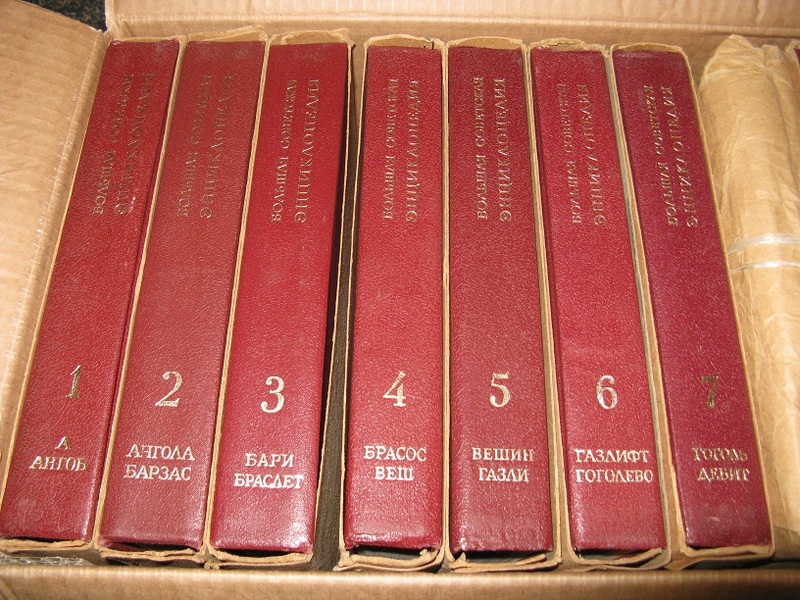 БОЛЬШАЯ СОВЕТСКАЯ
ЭНЦИКЛОПЕДИЯ
1
А
АНГОБ
БОЛЬШАЯ СОВЕТСКАЯ
ЭНЦИКЛОПЕДИЯ
2
АНГОЛА
БАРЗАС
БОЛЬШАЯ СОВЕТСКАЯ
ЭНЦИКЛОПЕДИЯ
3
БАРИ
БРАСЛЕТ
БОЛЬШАЯ СОВЕТСКАЯ
ЭНЦИКЛОПЕДИЯ
4
БРАСОС
ВЕШ
БОЛЬШАЯ СОВЕТСКАЯ
ЭНЦИКЛОПЕДИЯ
5
ВЕШИН
ГАЗЛИ
БОЛЬШАЯ СОВЕТСКАЯ
ЭНЦИКЛОПЕДИЯ
6
ГАЗЛИФТ
ГОГОЛЕВО
БОЛЬШАЯ СОВЕТСКАЯ
ЭНЦИКЛОПЕДИЯ
7
ГОГОЛЬ
ДЕБИТ